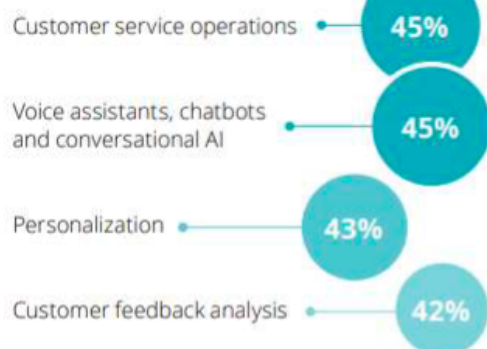 Customer service operations 45%
Voice assistants, chatbots
and conversational AI 45%
Personalization 43%
Customer feedback analysis 42%